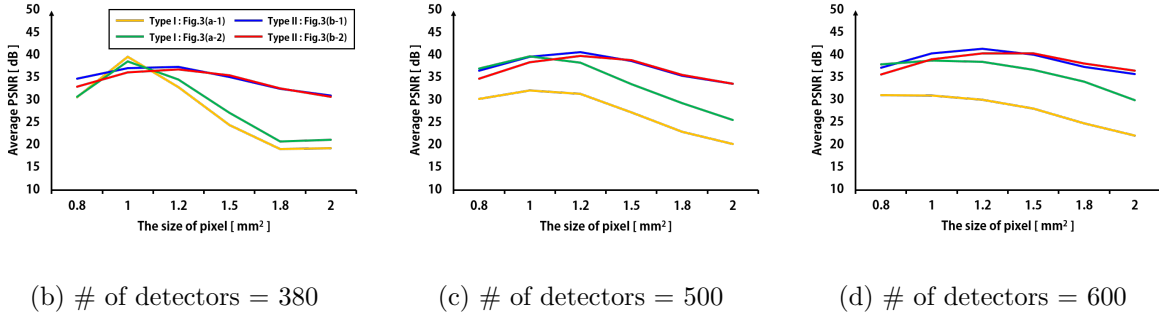 50
45
40
35
30
25
20
15
10
Average PSNR [ dB ]
Type I : Fig.3(a-1)
Type II : Fig.3(b-1)
Type I : Fig.3(a-2)
Type II : Fig.3(b-2)
0.8 1 1.2 1.5 1.8 2
The size of pixel [ mm² ]
(b) # of detectors = 380
50
45
40
35
30
25
20
15
10
Average PSNR [ dB ]
0.8 1 1.2 1.5 1.8 2
The size of pixel [ mm² ]
(c) # of detectors = 500
50
45
40
35
30
25
20
15
10
Average PSNR [ dB ]
0.8 1 1.2 1.5 1.8 2
The size of pixel [ mm² ]
(d) # of detectors = 600